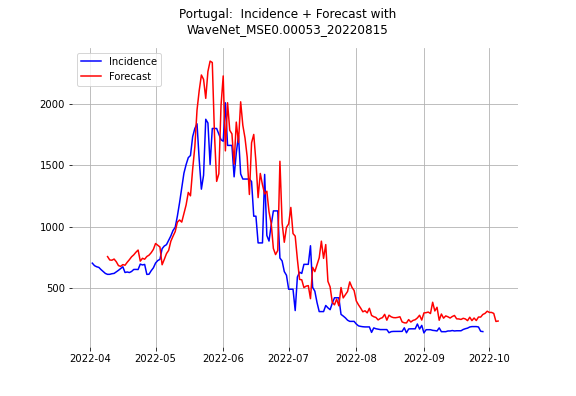 Portugal:  Incidence + Forecast with
WaveNet_MSE0.00053_20220815
Incidence
Forecast
2000
1500
1000
500
2022-04
2022-05
2022-06
2022-07
2022-08
2022-09
2022-10